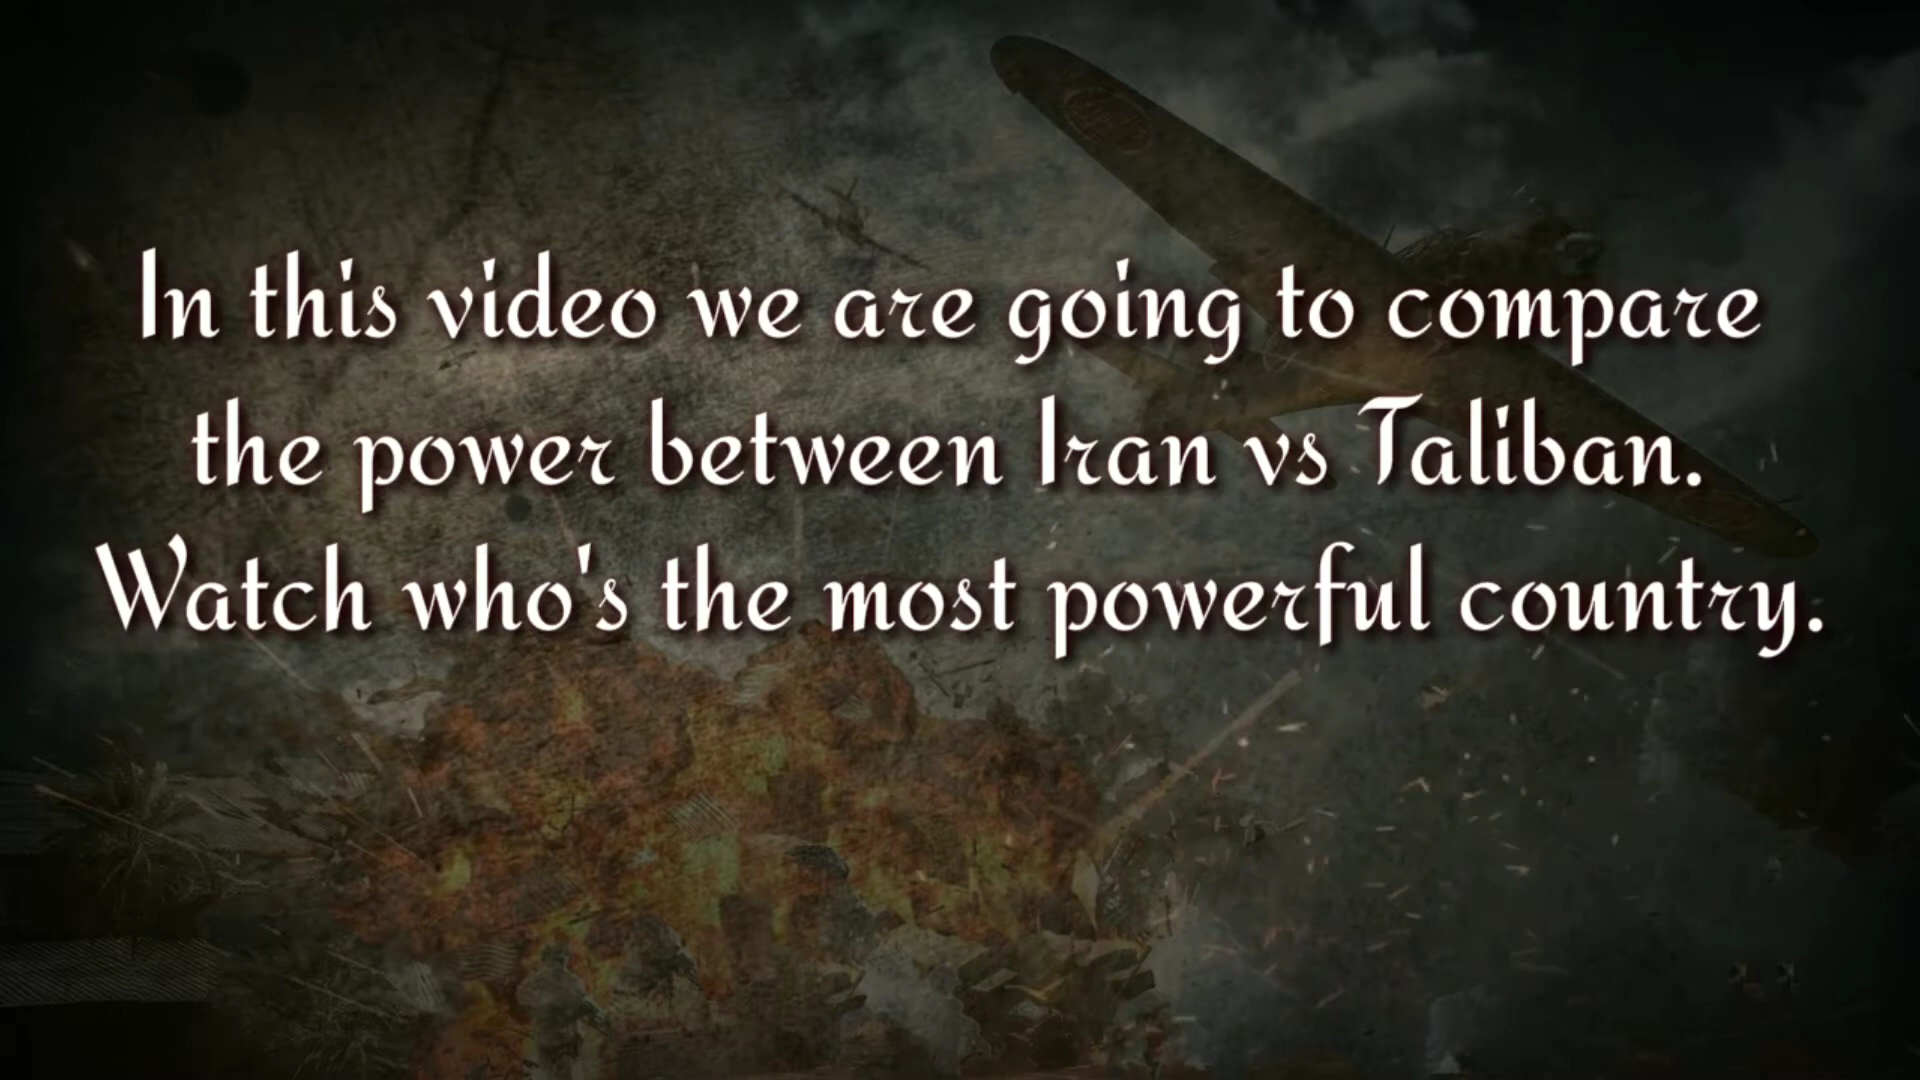 In this video we are going to compare
the power between Iran vs Taliban.
Watch who's the most powerful country.